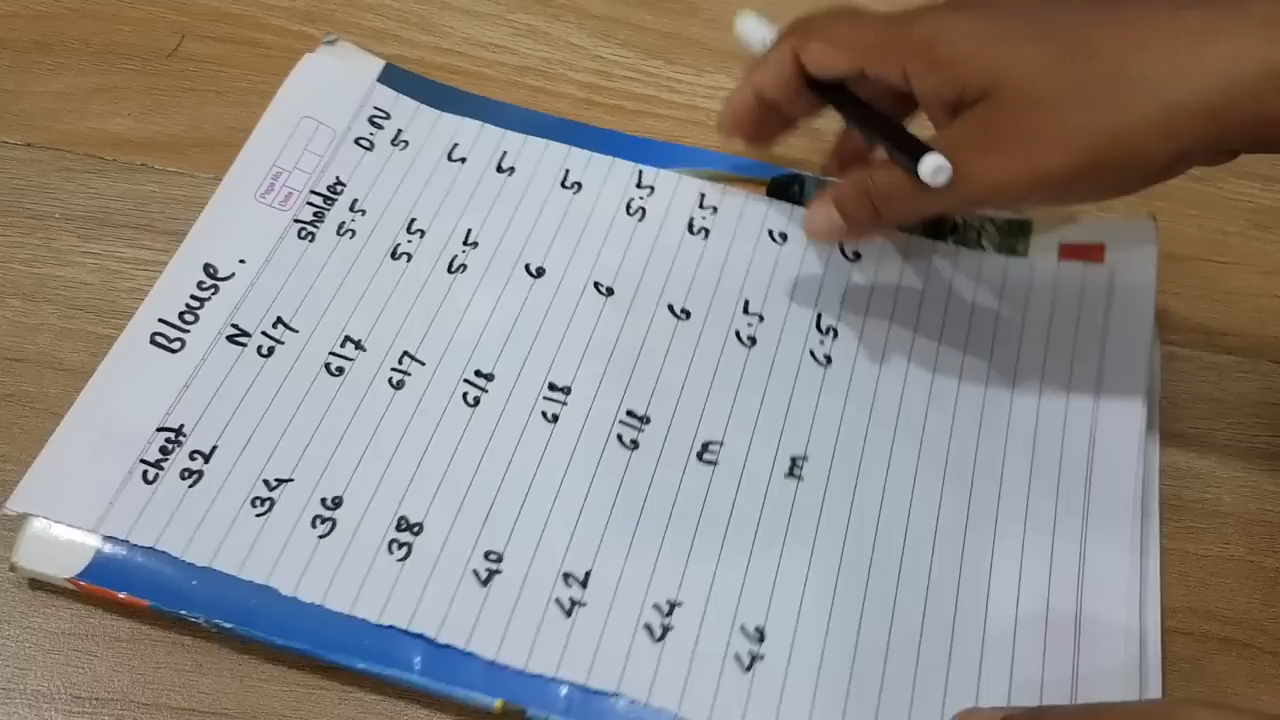 Page No.
Date
Blouse.
chest N sholder D.N
32 6/7 5.5 5
34 6/7 5.5 5
36 6/7 5.5 5
38 6/8 6 5
40 6/8 6 5.5
42 6/8 6 5.5
44 m 6.5 6
46 m 6.5 6